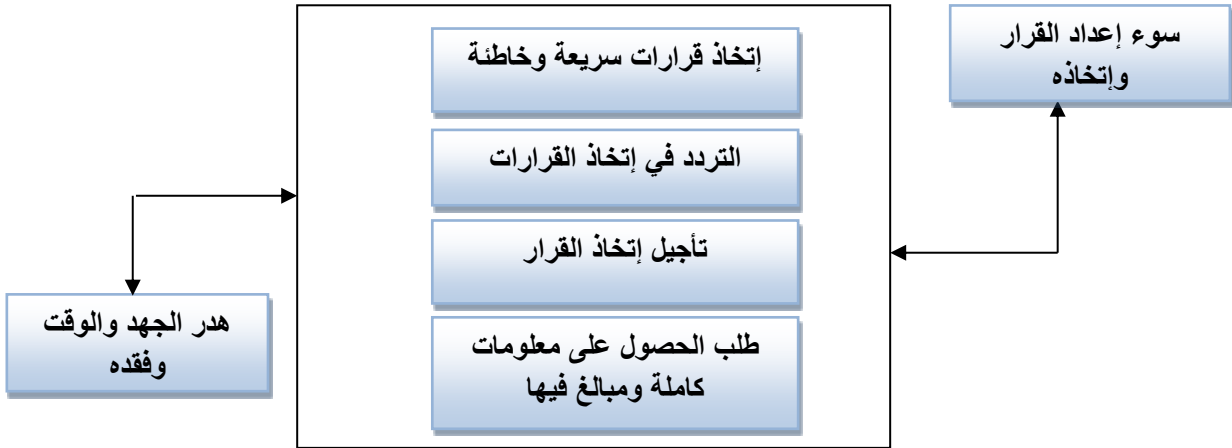 سوء إعداد القرار
وإتخاذه
إتخاذ قرارات سريعة وخاطئة
التردد في إتخاذ القرارات
تأجيل إتخاذ القرار
طلب الحصول على معلومات
كاملة ومبالغ فيها
هدر الجهد والوقت
وفقده